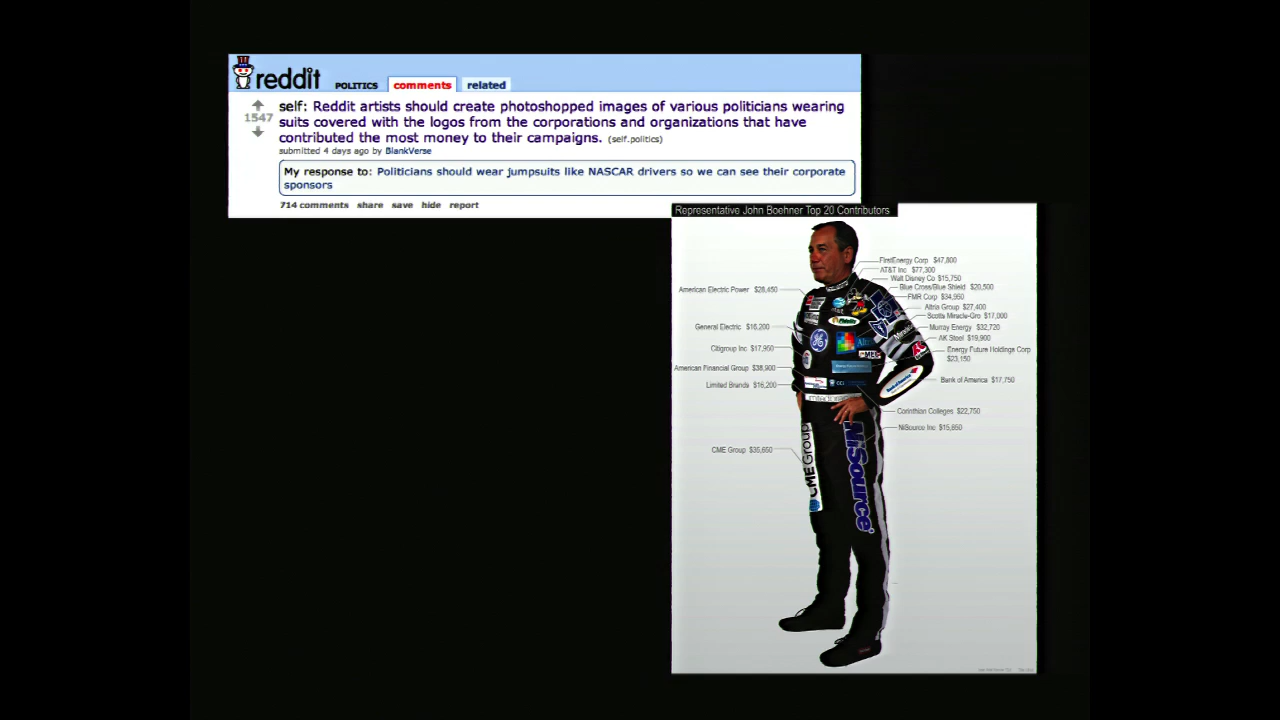 reddit POLITICS comments related
self: Reddit artists should create photoshopped images of various politicians wearing
1547
suits covered with the logos from the corporations and organizations that have
contributed the most money to their campaigns. (self.politics)
submitted 4 days ago by BlankVerse
My response to: Politicians should wear jumpsuits like NASCAR drivers so we can see their corporate
sponsors
714 comments share save hide report
Representative John Boehner Top 20 Contributors
FirstEnergy Corp $47,800
AT&T Inc $77,300
Walt Disney Co $15,750
Blue Cross/Blue Shield $20,500
FMR Corp $34,950
Altria Group $27,400
Scotts Miracle-Gro $17,000
Murray Energy $32,720
AK Steel $19,900
Energy Future Holdings Corp
$23,150
Bank of America $17,750
Corinthian Colleges $22,750
NiSource Inc $15,650
American Electric Power $28,450
General Electric $16,200
Citigroup Inc $17,950
American Financial Group $38,900
Limited Brands $16,200
CME Group $35,650
CME Group
NiSource